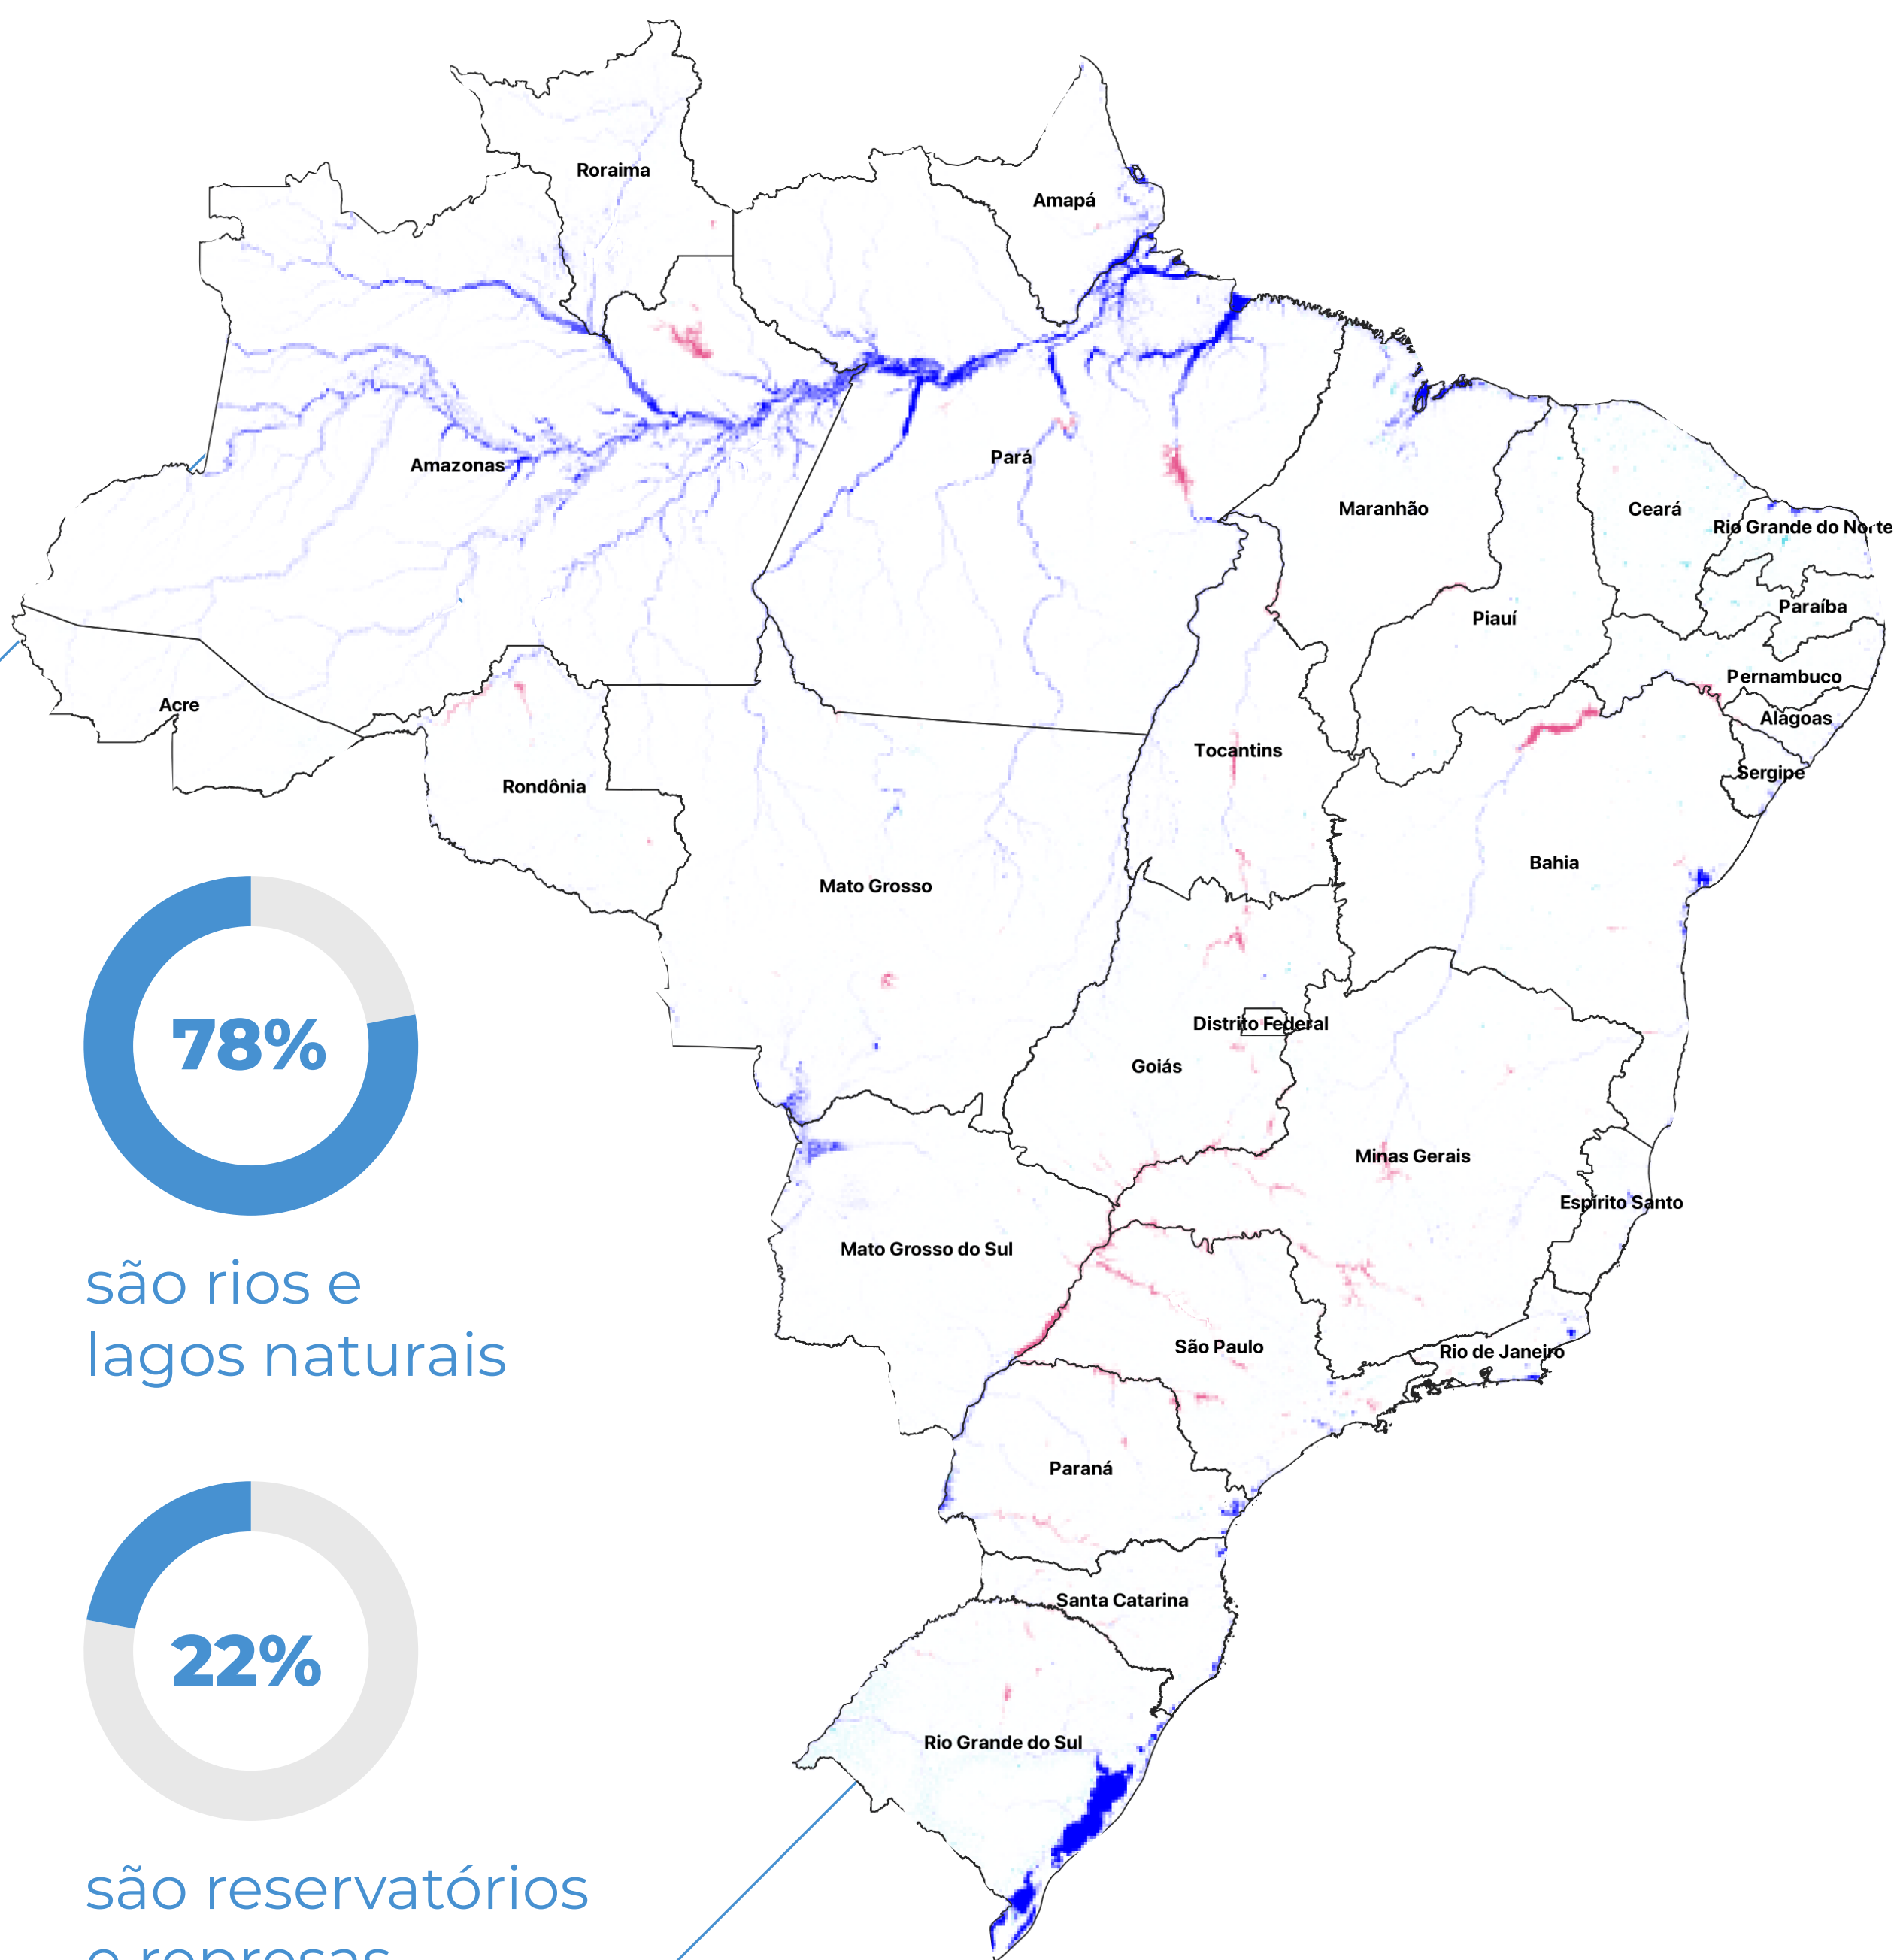 Roraima
Amapá
Amazonas
Pará
Maranhão
Ceará
Rio Grande do Norte
Paraíba
Piauí
Pernambuco
Acre
Alagoas
Tocantins
Sergipe
Rondônia
Bahia
Mato Grosso
Distrito Federal
Goiás
Minas Gerais
Espírito Santo
Mato Grosso do Sul
São Paulo
Rio de Janeiro
Paraná
Santa Catarina
Rio Grande do Sul
78%
são rios e
lagos naturais
22%
são reservatórios
e represas